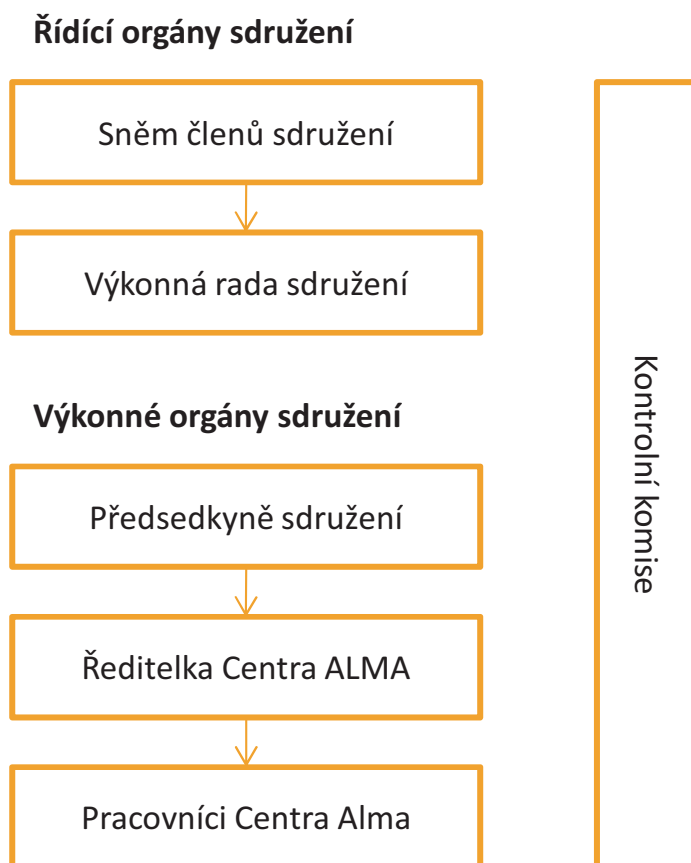 Řídící orgány sdružení
Sněm členů sdružení
Výkonná rada sdružení
Výkonné orgány sdružení
Předsedkyně sdružení
Ředitelka Centra ALMA
Pracovníci Centra Alma
Kontrolní komise